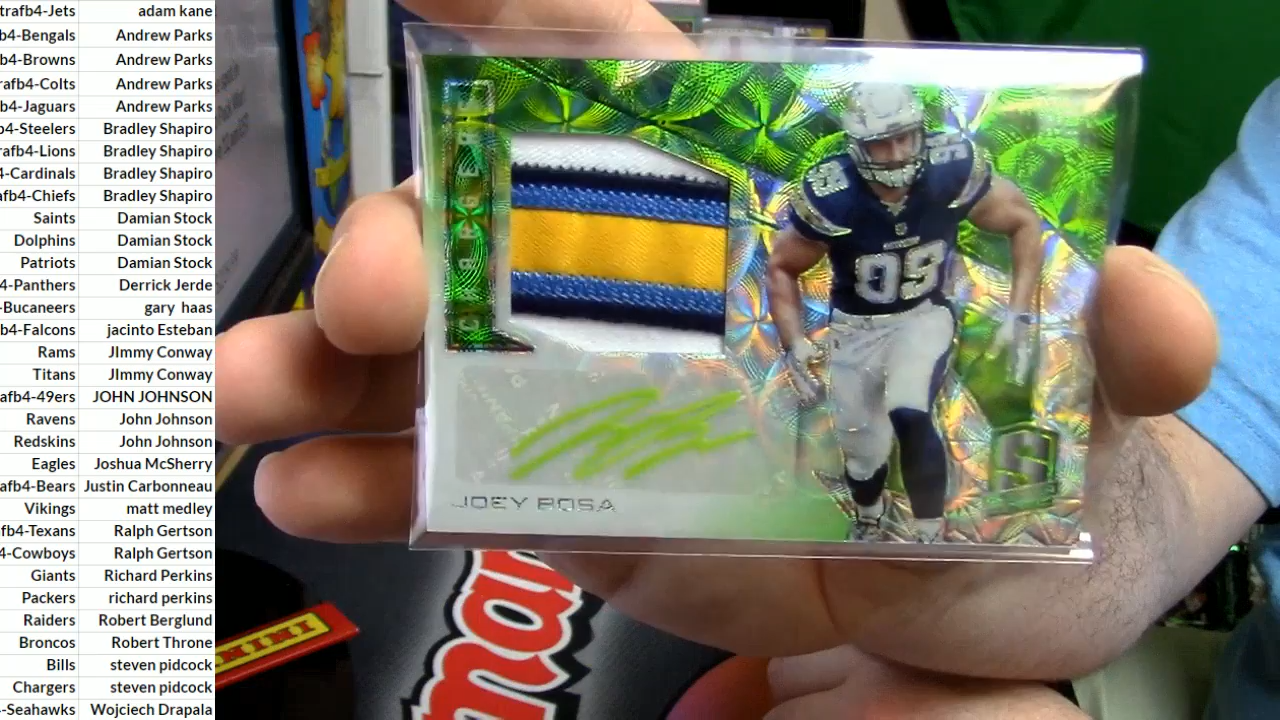 trafb4-Jets adam kane
b4-Bengals Andrew Parks
fb4-Browns Andrew Parks
rafb4-Colts Andrew Parks
b4-Jaguars Andrew Parks
b4-Steelers Bradley Shapiro
rafb4-Lions Bradley Shapiro
4-Cardinals Bradley Shapiro
afb4-Chiefs Bradley Shapiro
Saints Damian Stock
Dolphins Damian Stock
Patriots Damian Stock
4-Panthers Derrick Jerde
-Bucaneers gary haas
b4-Falcons jacinto Esteban
Rams JImmy Conway
Titans JImmy Conway
afb4-49ers JOHN JOHNSON
Ravens John Johnson
Redskins John Johnson
Eagles Joshua McSherry
afb4-Bears Justin Carbonneau
Vikings matt medley
fb4-Texans Ralph Gertson
4-Cowboys Ralph Gertson
Giants Richard Perkins
Packers richard perkins
Raiders Robert Berglund
Broncos Robert Throne
Bills steven pidcock
Chargers steven pidcock
4-Seahawks Wojciech Drapala
99
JOEY BOSA
S
NINI